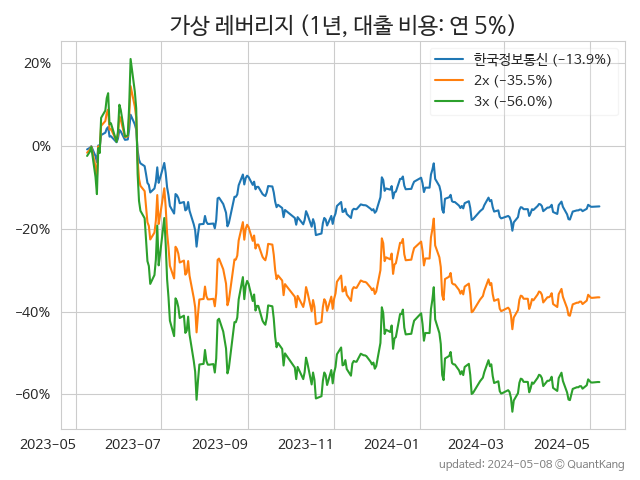 가상 레버리지 (1년, 대출 비용: 연 5%)
한국정보통신 (−13.9%)
2x (−35.5%)
3x (−56.0%)
20%
0%
−20%
−40%
−60%
2023-05 2023-07 2023-09 2023-11 2024-01 2024-03 2024-05
updated: 2024-05-08 © QuantKang